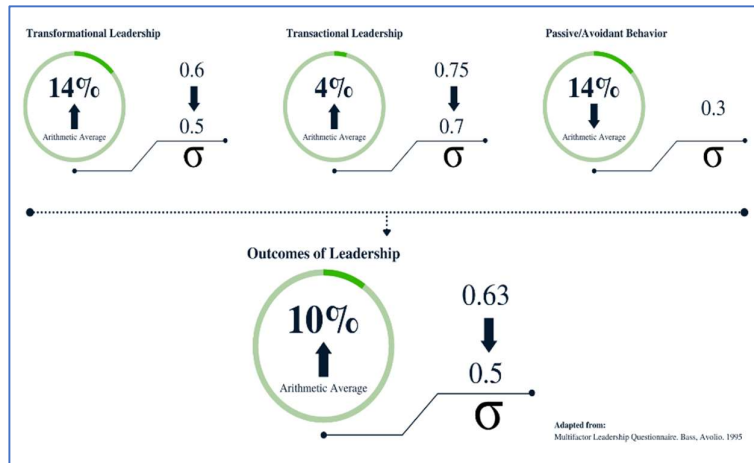 Transformational Leadership
14%
Arithmetic Average
0.6
0.5
σ
Transactional Leadership
4%
Arithmetic Average
0.75
0.7
σ
Passive/Avoidant Behavior
14%
Arithmetic Average
0.3
σ
Outcomes of Leadership
10%
Arithmetic Average
0.63
0.5
σ
Adapted from:
Multifactor Leadership Questionnaire. Bass, Avolio. 1995